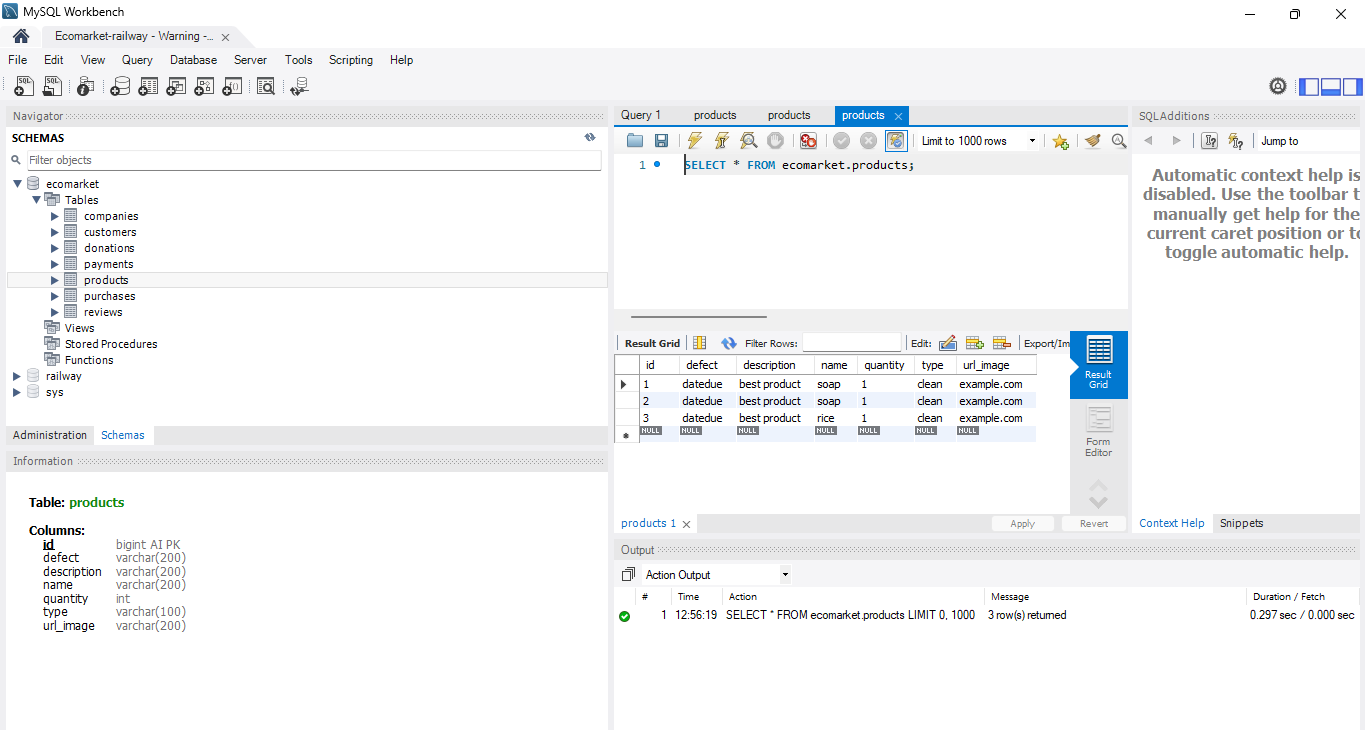 MySQL Workbench
Ecomarket-railway - Warning -...
File Edit View Query Database Server Tools Scripting Help
Navigator
SCHEMAS
Filter objects
ecomarket
Tables
companies
customers
donations
payments
products
purchases
reviews
Views
Stored Procedures
Functions
railway
sys
Administration Schemas
Information
Table: products
Columns:
id bigint AI PK
defect varchar(200)
description varchar(200)
name varchar(200)
quantity int
type varchar(100)
url_image varchar(200)
Query 1 products products products
Limit to 1000 rows
1 SELECT * FROM ecomarket.products;
Result Grid Filter Rows: Edit: Export/Im
id defect description name quantity type url_image
1 datedue best product soap 1 clean example.com
2 datedue best product soap 1 clean example.com
3 datedue best product rice 1 clean example.com
NULL NULL NULL NULL NULL NULL NULL
Result
Grid
Form
Editor
products 1 Apply Revert
SQLAdditions
Jump to
Automatic context help is
disabled. Use the toolbar t
manually get help for the
current caret position or to
toggle automatic help.
Context Help Snippets
Output
Action Output
# Time Action Message Duration / Fetch
1 12:56:19 SELECT * FROM ecomarket.products LIMIT 0, 1000 3 row(s) returned 0.297 sec / 0.000 sec